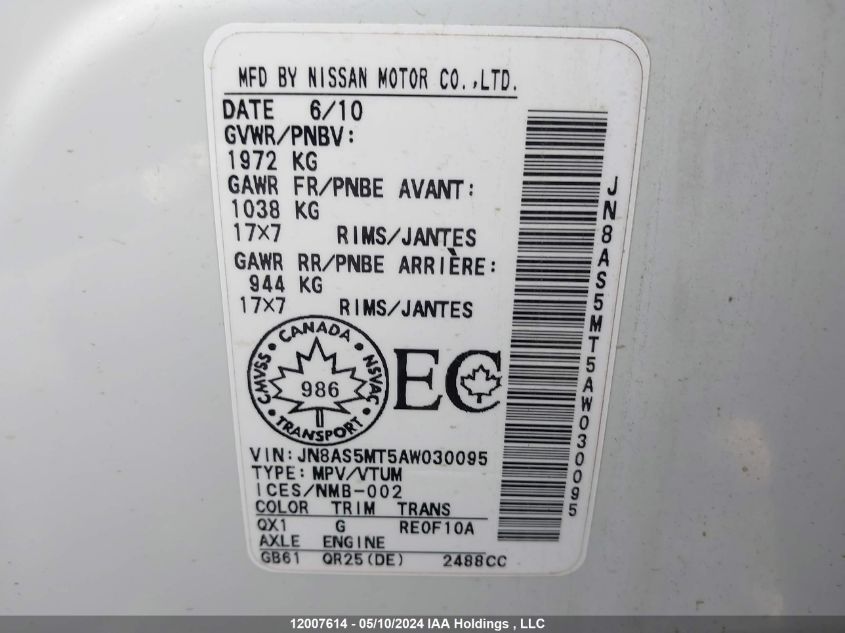 MFD BY NISSAN MOTOR CO.,LTD.
DATE 6/10
GVWR/PNBV:
1972 KG
GAWR FR/PNBE AVANT:
1038 KG
17×7 RIMS/JANTES
GAWR RR/PNBE ARRIÈRE:
944 KG
17×7 RIMS/JANTES
CANADA
CMVSS
NSVAC
986
TRANSPORT
EC
VIN:JN8AS5MT5AW030095
TYPE:MPV/VTUM
ICES/NMB-002
COLOR TRIM TRANS
QX1 G RE0F10A
AXLE ENGINE
GB61 QR25(DE) 2488CC
JN8AS5MT5AW030095
12007614 - 05/10/2024 IAA Holdings , LLC